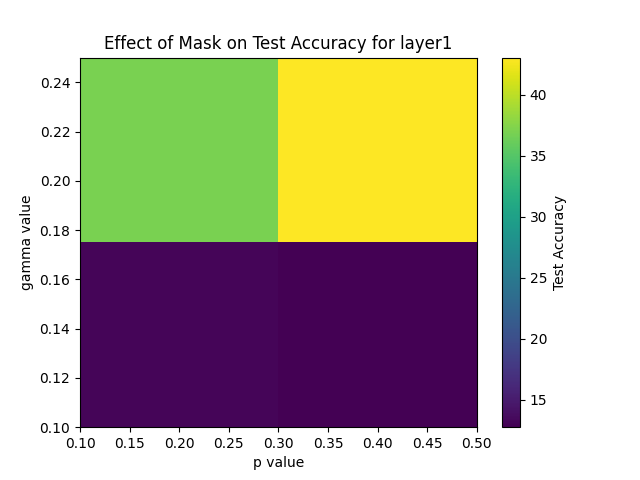 Effect of Mask on Test Accuracy for layer1
0.24
0.22
0.20
0.18
0.16
0.14
0.12
0.10
gamma value
0.10 0.15 0.20 0.25 0.30 0.35 0.40 0.45 0.50
p value
40
35
30
25
20
15
Test Accuracy